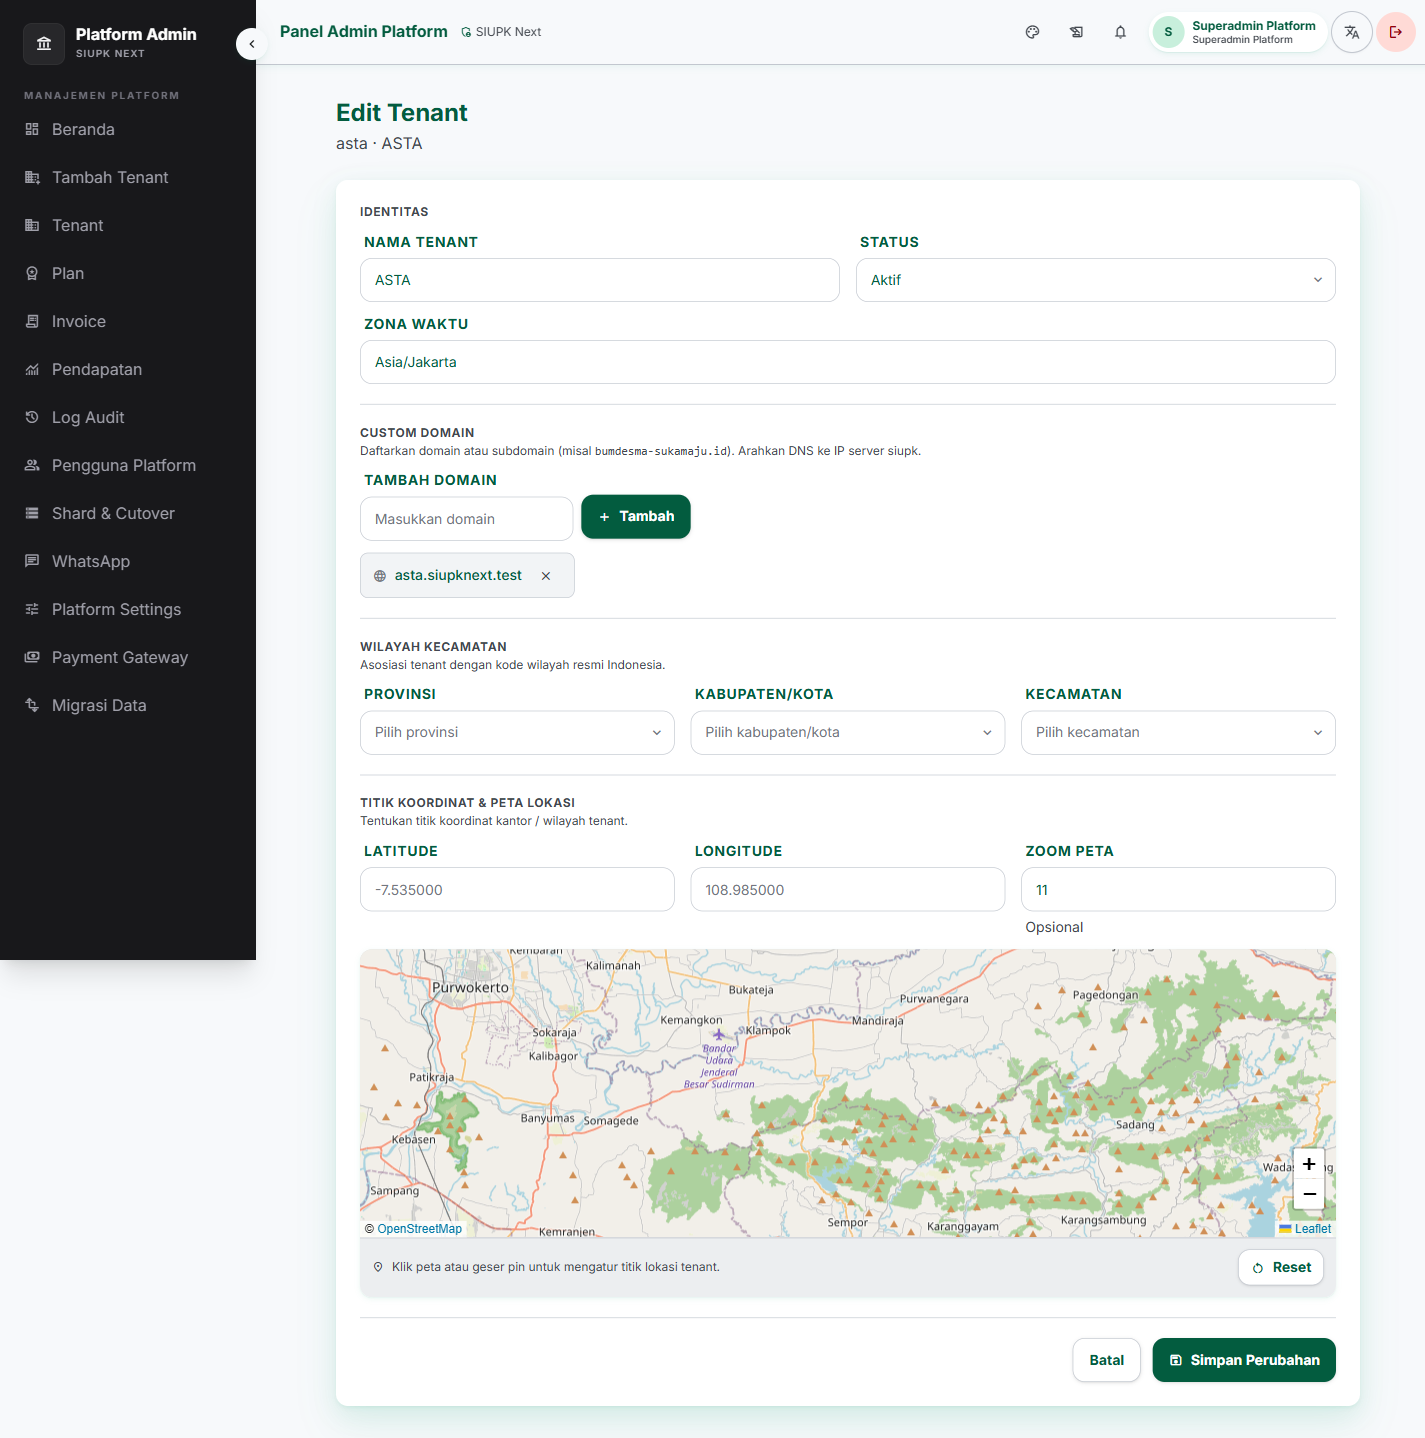 Platform Admin
SIUPK NEXT
MANAJEMEN PLATFORM
Beranda
Tambah Tenant
Tenant
Plan
Invoice
Pendapatan
Log Audit
Pengguna Platform
Shard & Cutover
WhatsApp
Platform Settings
Payment Gateway
Migrasi Data
Panel Admin Platform
SIUPK Next
S
Superadmin Platform
Superadmin Platform
Edit Tenant
asta · ASTA
IDENTITAS
NAMA TENANT
STATUS
ASTA
Aktif
ZONA WAKTU
Asia/Jakarta
CUSTOM DOMAIN
Daftarkan domain atau subdomain (misal bumdesma-sukamaju.id). Arahkan DNS ke IP server siupk.
TAMBAH DOMAIN
Masukkan domain
+ Tambah
asta.siupknext.test ×
WILAYAH KECAMATAN
Asosiasi tenant dengan kode wilayah resmi Indonesia.
PROVINSI
KABUPATEN/KOTA
KECAMATAN
Pilih provinsi
Pilih kabupaten/kota
Pilih kecamatan
TITIK KOORDINAT & PETA LOKASI
Tentukan titik koordinat kantor / wilayah tenant.
LATITUDE
LONGITUDE
ZOOM PETA
-7.535000
108.985000
11
Opsional
Kembaran
Kalimanah
Purwokerto
Bukateja
Purwanegara
Pagedongan
Kemangkon
Klampok
Mandiraja
Sokaraja
Kalibagor
Bandar
Udara
Jenderal
Besar Sudirman
Patikraja
Banyumas
Somagede
Sadang
Kebasen
Sampang
Kemranjen
Sempor
Karanggayam
Karangsambung
+
−
© OpenStreetMap
Leaflet
Klik peta atau geser pin untuk mengatur titik lokasi tenant.
Reset
Batal
Simpan Perubahan